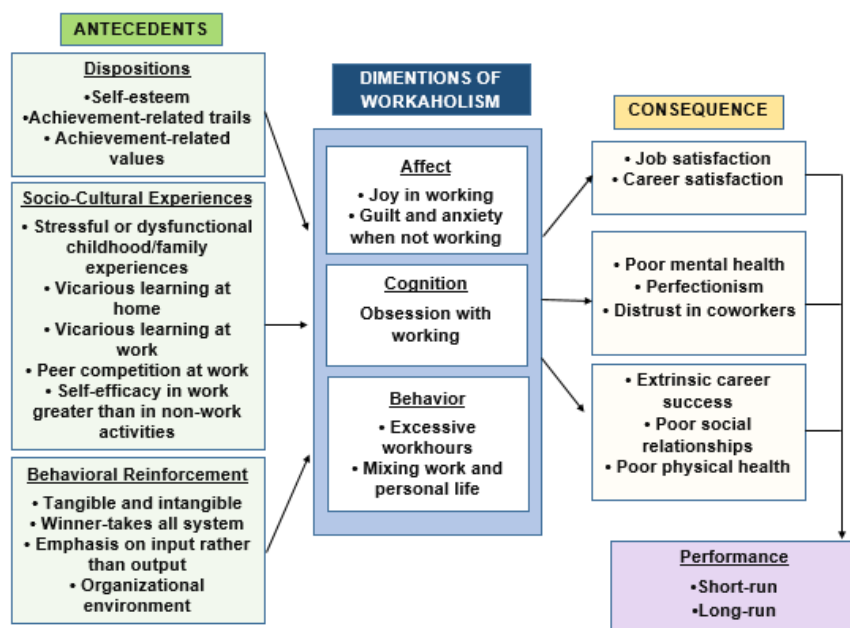 ANTECEDENTS
Dispositions
•Self-esteem
•Achievement-related trails
• Achievement-related
values
Socio-Cultural Experiences
• Stressful or dysfunctional
childhood/family
experiences
• Vicarious learning at
home
• Vicarious learning at
work
• Peer competition at work
• Self-efficacy in work
greater than in non-work
activities
Behavioral Reinforcement
• Tangible and intangible
• Winner-takes all system
• Emphasis on input rather
than output
• Organizational
environment
DIMENTIONS OF
WORKAHOLISM
Affect
• Joy in working
• Guilt and anxiety
when not working
Cognition
Obsession with
working
Behavior
• Excessive
workhours
• Mixing work and
personal life
CONSEQUENCE
• Job satisfaction
• Career satisfaction
• Poor mental health
• Perfectionism
• Distrust in coworkers
• Extrinsic career
success
• Poor social
relationships
• Poor physical health
Performance
•Short-run
•Long-run